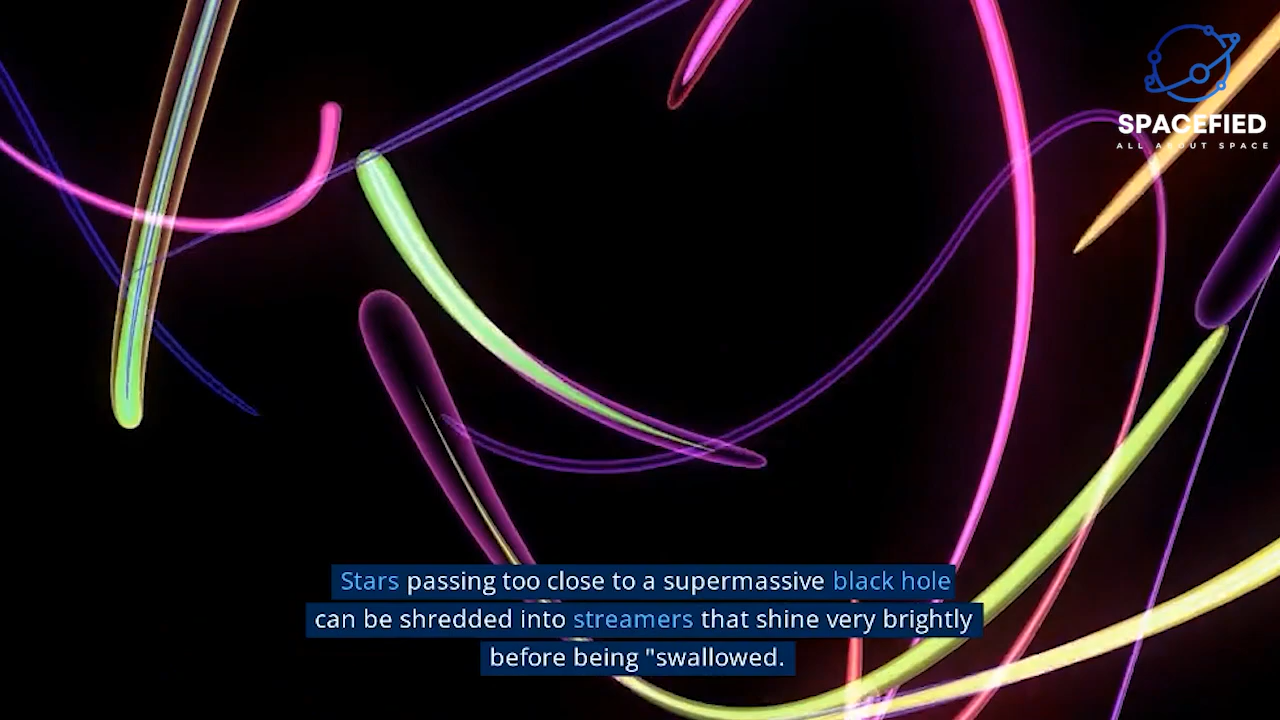 SPACEFIED
ALL ABOUT SPACE
Stars passing too close to a supermassive black hole
can be shredded into streamers that shine very brightly
before being "swallowed.